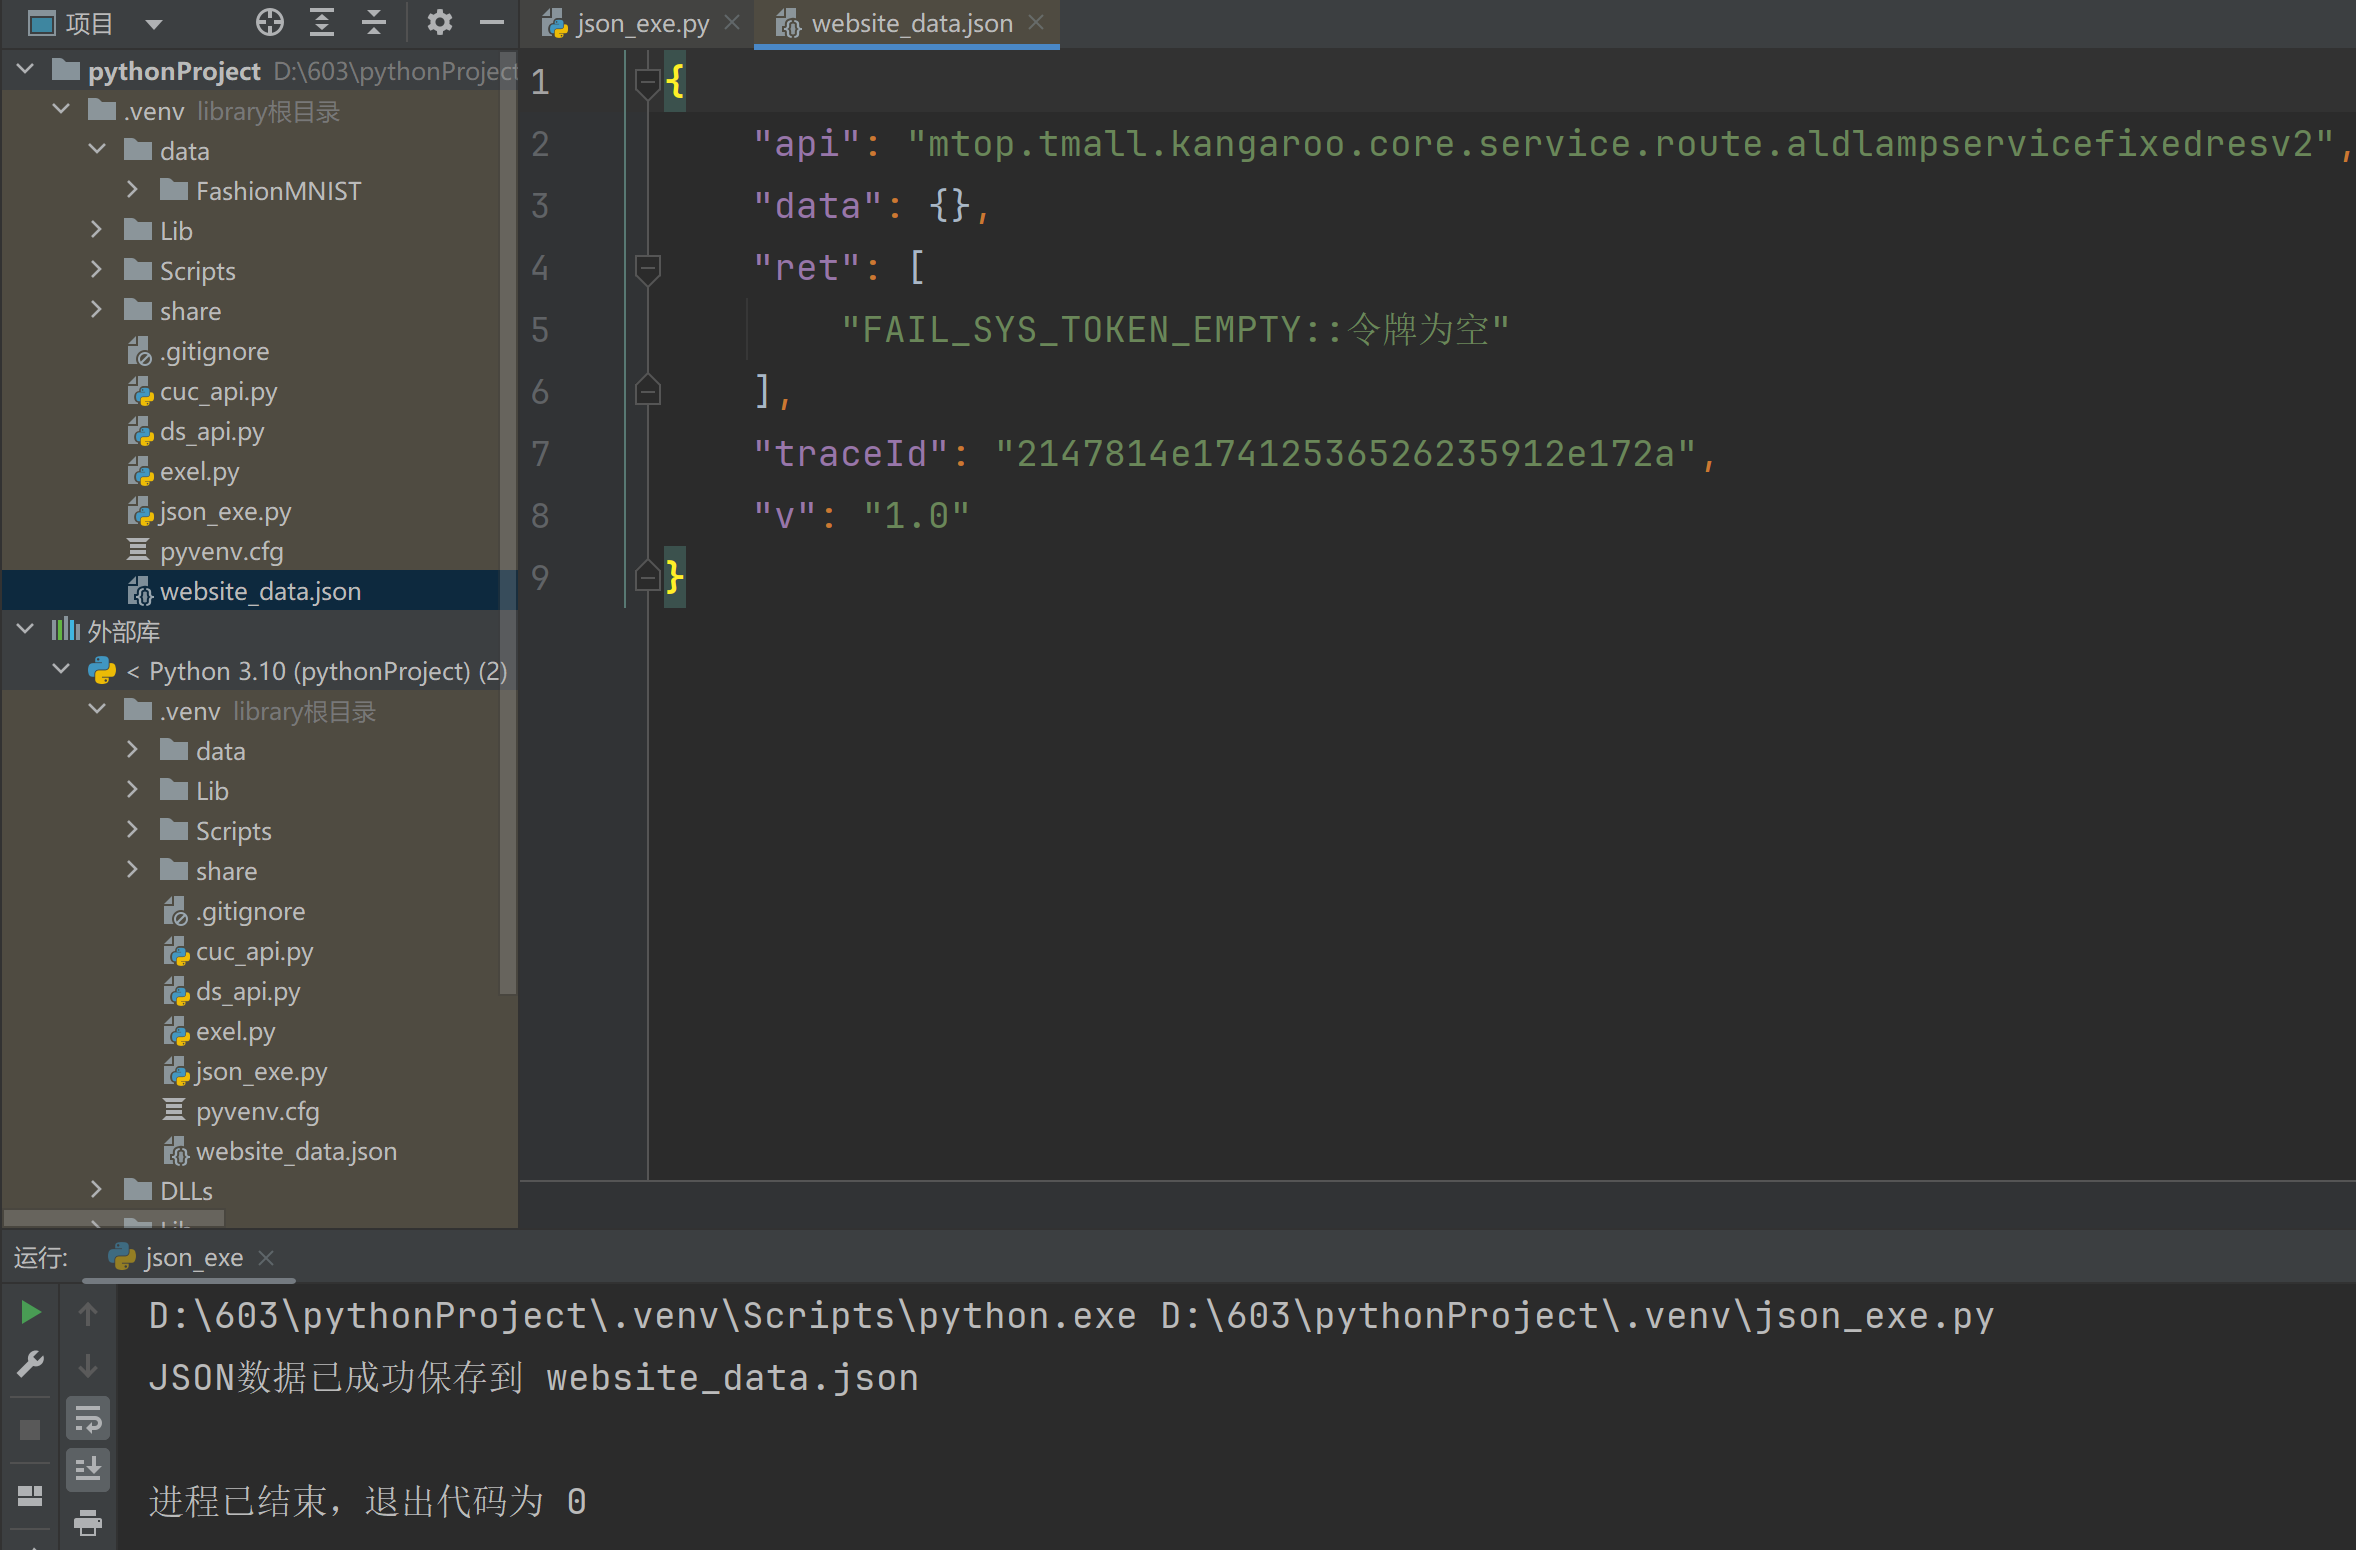 项目
json_exe.py
website_data.json
pythonProject D:\603\pythonProject
.venv library根目录
data
FashionMNIST
Lib
Scripts
share
.gitignore
cuc_api.py
ds_api.py
exel.py
json_exe.py
pyvenv.cfg
website_data.json
外部库
< Python 3.10 (pythonProject) (2)
.venv library根目录
data
Lib
Scripts
share
.gitignore
cuc_api.py
ds_api.py
exel.py
json_exe.py
pyvenv.cfg
website_data.json
DLLs
Lib
1 {
2 "api": "mtop.tmall.kangaroo.core.service.route.aldlampservicefixedresv2",
3 "data": {},
4 "ret": [
5 "FAIL_SYS_TOKEN_EMPTY::令牌为空"
6 ],
7 "traceId": "2147814e17412536526235912e172a",
8 "v": "1.0"
9 }
运行: json_exe
D:\603\pythonProject\.venv\Scripts\python.exe D:\603\pythonProject\.venv\json_exe.py
JSON数据已成功保存到 website_data.json
进程已结束，退出代码为 0